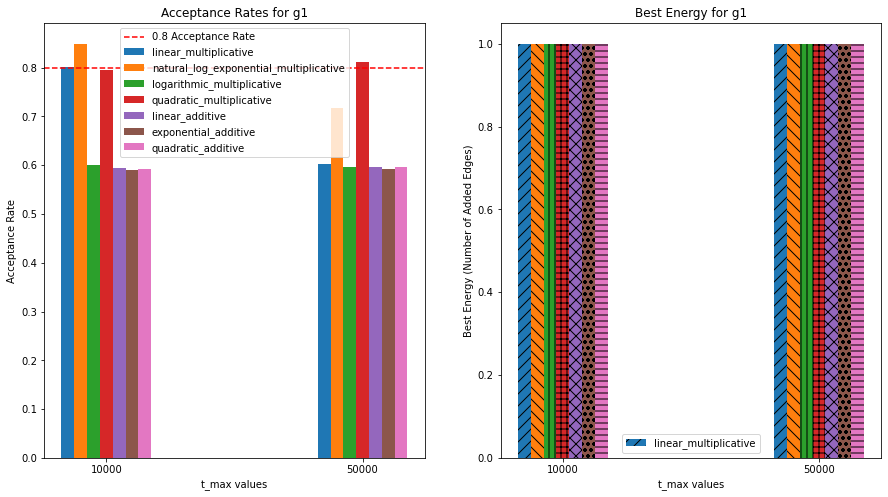 Acceptance Rates for g1
0.8 Acceptance Rate
linear_multiplicative
natural_log_exponential_multiplicative
logarithmic_multiplicative
quadratic_multiplicative
linear_additive
exponential_additive
quadratic_additive
Acceptance Rate
0.8
0.7
0.6
0.5
0.4
0.3
0.2
0.1
0.0
10000
50000
t_max values
Best Energy for g1
Best Energy (Number of Added Edges)
1.0
0.8
0.6
0.4
0.2
0.0
linear_multiplicative
10000
50000
t_max values